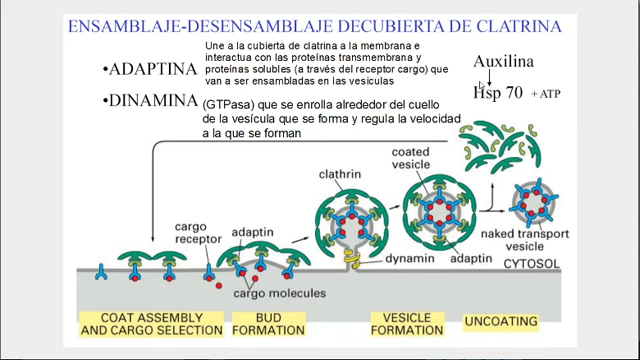 ENSAMBLAJE-DESENSAMBLAJE DECUBIERTA DE CLATRINA
•ADAPTINA
Une a la cubierta de clatrina a la membrana e
interactua con las proteínas transmembrana y
proteínas solubles (a través del receptor cargo) que
van a ser ensambladas en las vesículas
Auxilina
Hsp 70 + ATP
•DINAMINA
(GTPasa) que se enrolla alrededor del cuello
de la vesícula que se forma y regula la velocidad
a la que se forman
coated
vesicle
clathrin
cargo
receptor
adaptin
naked transport
vesicle
dynamin
adaptin
CYTOSOL
cargo molecules
COAT ASSEMBLY
AND CARGO SELECTION
BUD
FORMATION
VESICLE
FORMATION
UNCOATING